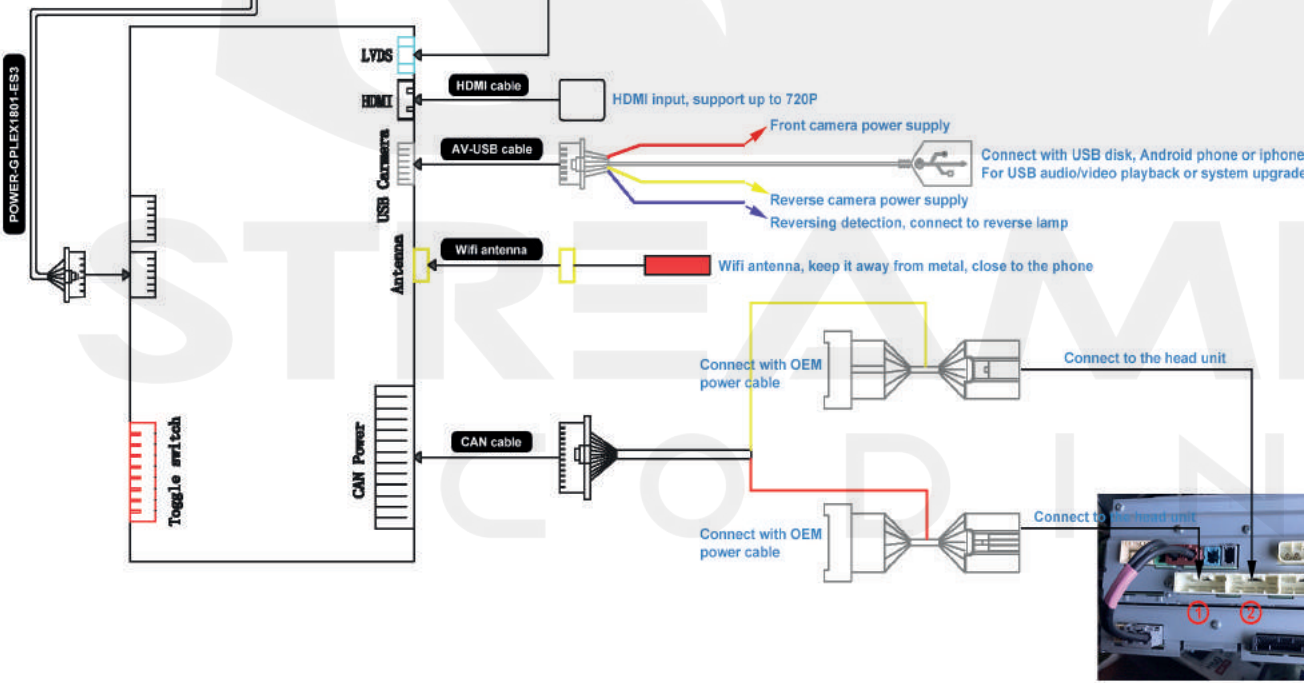 POWER-GPLEX1801-ES3
LVDS
HDMI
HDMI cable
HDMI input, support up to 720P
USB Carmera
AV-USB cable
Front camera power supply
Connect with USB disk, Android phone or iphone
For USB audio/video playback or system upgrade
Reverse camera power supply
Reversing detection, connect to reverse lamp
Antenna
Wifi antenna
Wifi antenna, keep it away from metal, close to the phone
Connect with OEM
power cable
Connect to the head unit
Toggle switch
CAN Power
CAN cable
Connect with OEM
power cable
Connect to the head unit
1
2
STREAM
CODIN